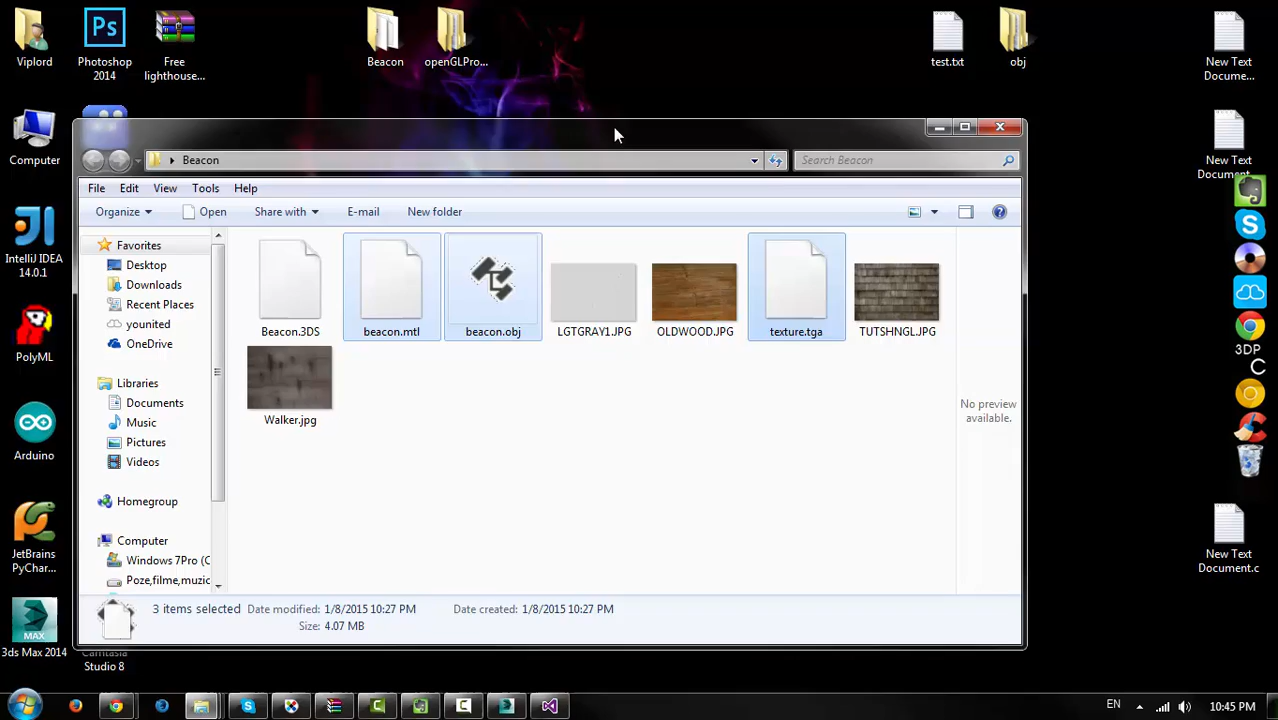 Viplord
Photoshop
2014
Free
lighthouse...
Beacon
openGLPro...
test.txt
obj
New Text
Docume...
Computer
New Text
Document.
IntelliJ IDEA
14.0.1
PolyML
Arduino
JetBrains
PyChar...
3ds Max 2014
Studio 8
3DP
C
New Text
Document.c
Beacon
Search Beacon
File Edit View Tools Help
Organize Open Share with E-mail New folder
Favorites
Desktop
Downloads
Recent Places
younited
OneDrive
Libraries
Documents
Music
Pictures
Videos
Homegroup
Computer
Windows 7Pro (C
Poze,filme,muzic
Beacon.3DS
beacon.mtl
beacon.obj
LGTGRAY1.JPG
OLDWOOD.JPG
texture.tga
TUTSHNGL.JPG
Walker.jpg
No preview
available.
3 items selected Date modified: 1/8/2015 10:27 PM Date created: 1/8/2015 10:27 PM
Size: 4.07 MB
Ps
MAX
EN
10:45 PM